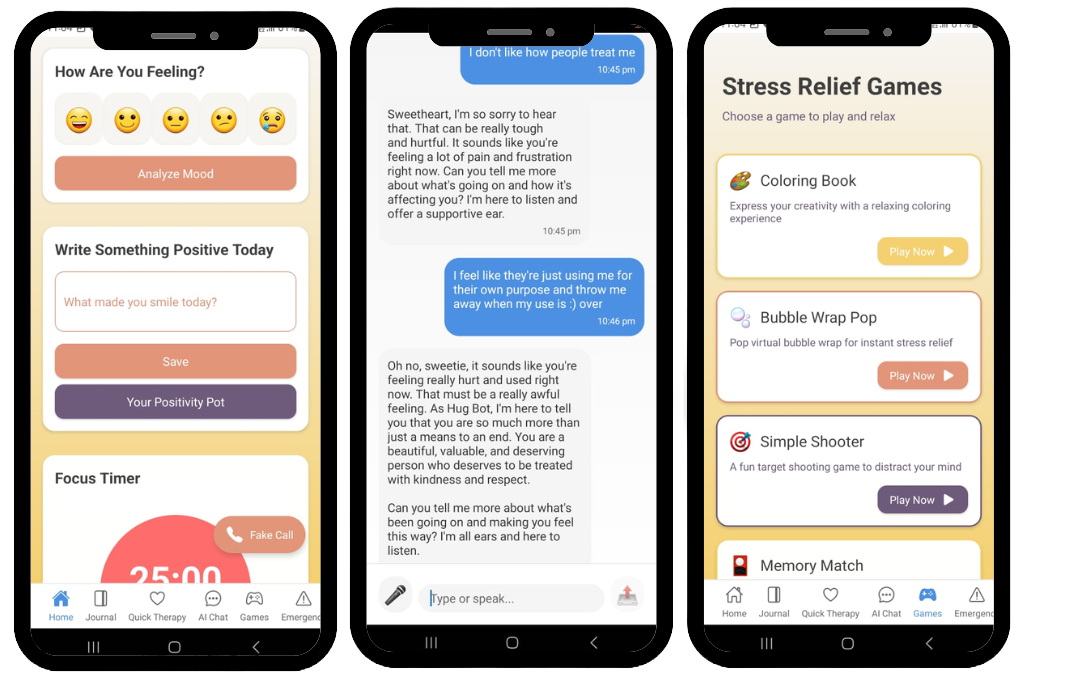 How Are You Feeling?
Analyze Mood
Write Something Positive Today
What made you smile today?
Save
Your Positivity Pot
Focus Timer
25:00
Fake Call
Home
Journal
Quick Therapy
AI Chat
Games
Emergenc
I don't like how people treat me
10:45 pm
Sweetheart, I'm so sorry to hear
that. That can be really tough
and hurtful. It sounds like you're
feeling a lot of pain and frustration
right now. Can you tell me more
about what's going on and how it's
affecting you? I'm here to listen and
offer a supportive ear.
10:45 pm
I feel like they're just using me for
their own purpose and throw me
away when my use is :) over
10:46 pm
Oh no, sweetie, it sounds like you're
feeling really hurt and used right
now. That must be a really awful
feeling. As Hug Bot, I'm here to tell
you that you are so much more than
just a means to an end. You are a
beautiful, valuable, and deserving
person who deserves to be treated
with kindness and respect.
Can you tell me more about what's
been going on and making you feel
this way? I'm all ears and here to
listen.
Type or speak...
Stress Relief Games
Choose a game to play and relax
Coloring Book
Express your creativity with a relaxing coloring
experience
Play Now
Bubble Wrap Pop
Pop virtual bubble wrap for instant stress relief
Play Now
Simple Shooter
A fun target shooting game to distract your mind
Play Now
Memory Match
Home
Journal
Quick Therapy
AI Chat
Games
Emergenc